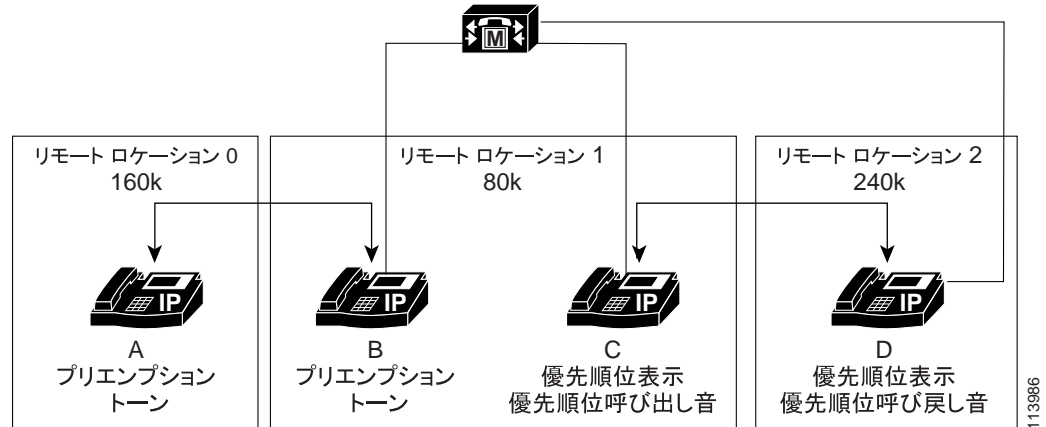 M
リモート ロケーション 0
160k
リモート ロケーション 1
80k
リモート ロケーション 2
240k
IP
IP
IP
IP
A
プリエンプション
トーン
B
プリエンプション
トーン
C
優先順位表示
優先順位呼び出し音
D
優先順位表示
優先順位呼び戻し音
113986